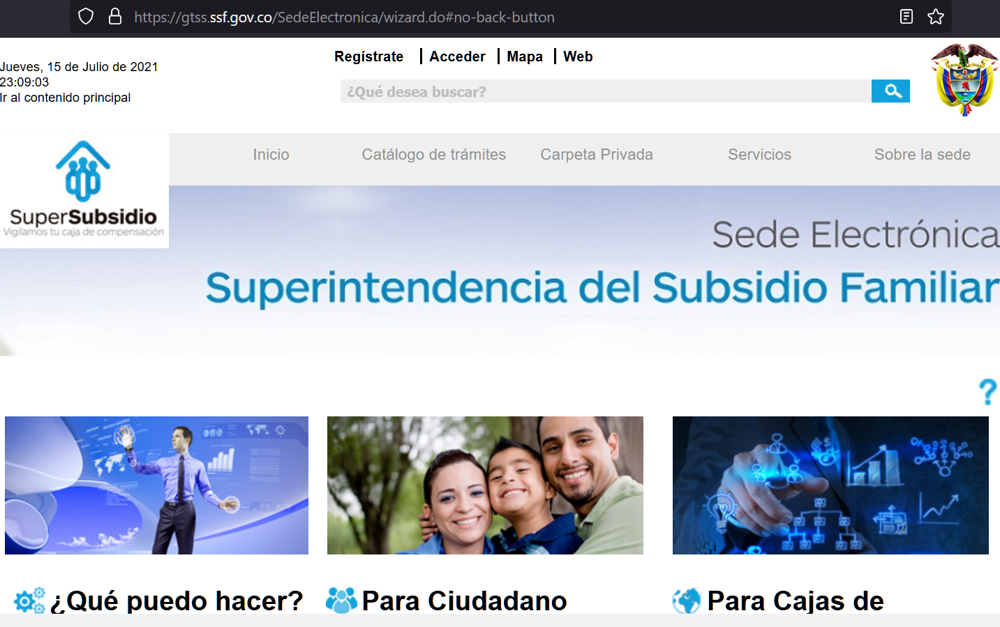 https://gtss.ssf.gov.co/SedeElectronica/wizard.do#no-back-button
Jueves, 15 de Julio de 2021
23:09:03
Ir al contenido principal
Regístrate | Acceder | Mapa | Web
¿Qué desea buscar?
Inicio Catálogo de trámites Carpeta Privada Servicios Sobre la sede
SuperSubsidio
Vigilamos tu caja de compensación
Sede Electrónica
Superintendencia del Subsidio Familiar
?
¿Qué puedo hacer? Para Ciudadano Para Cajas de